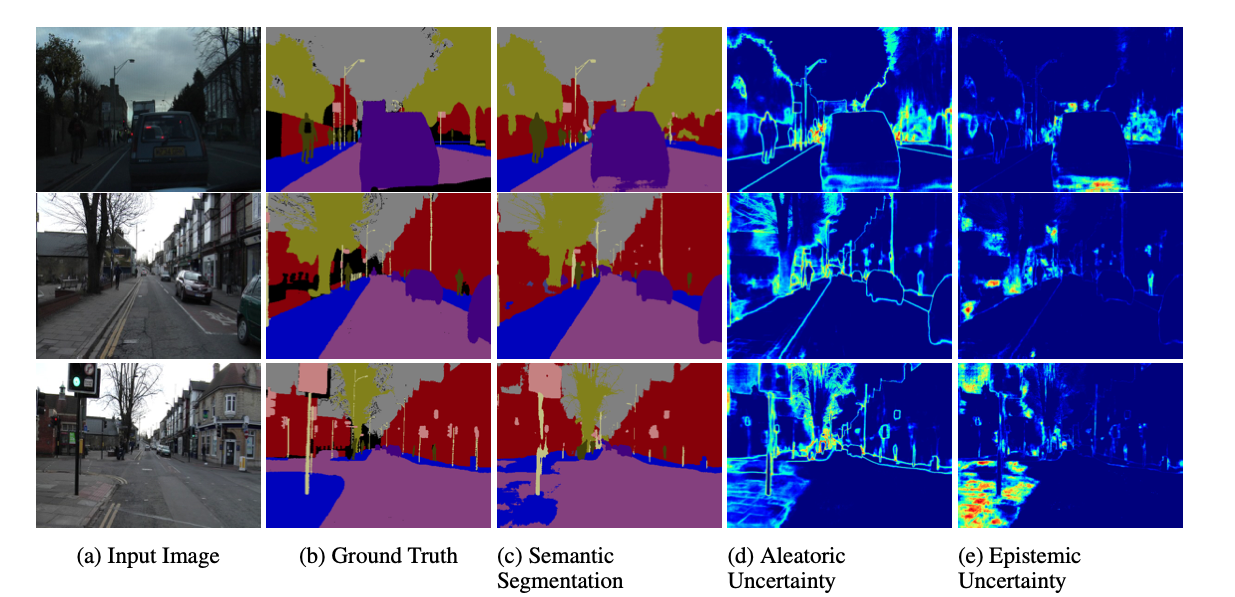 (a) Input Image
(b) Ground Truth
(c) Semantic
Segmentation
(d) Aleatoric
Uncertainty
(e) Epistemic
Uncertainty